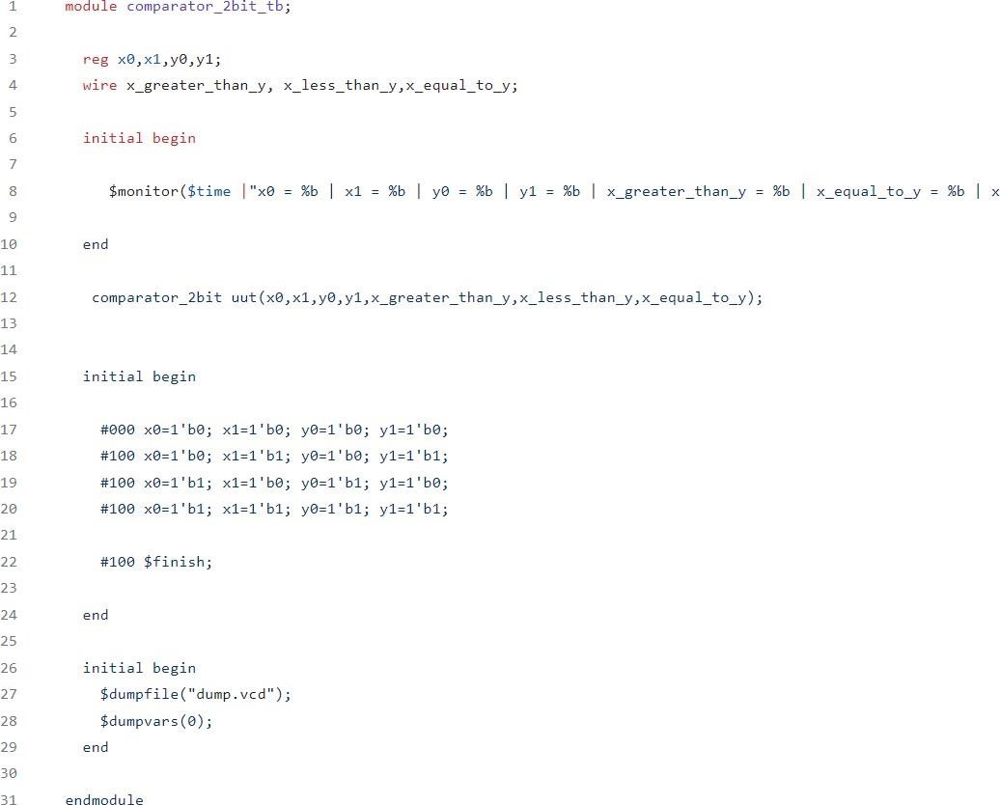 1 module comparator_2bit_tb;
2
3 reg x0,x1,y0,y1;
4 wire x_greater_than_y, x_less_than_y,x_equal_to_y;
5
6 initial begin
7
8 $monitor($time |"x0 = %b | x1 = %b | y0 = %b | y1 = %b | x_greater_than_y = %b | x_equal_to_y = %b | x
9
10 end
11
12 comparator_2bit uut(x0,x1,y0,y1,x_greater_than_y,x_less_than_y,x_equal_to_y);
13
14
15 initial begin
16
17 #000 x0=1'b0; x1=1'b0; y0=1'b0; y1=1'b0;
18 #100 x0=1'b0; x1=1'b1; y0=1'b0; y1=1'b1;
19 #100 x0=1'b1; x1=1'b0; y0=1'b1; y1=1'b0;
20 #100 x0=1'b1; x1=1'b1; y0=1'b1; y1=1'b1;
21
22 #100 $finish;
23
24 end
25
26 initial begin
27 $dumpfile("dump.vcd");
28 $dumpvars(0);
29 end
30
31 endmodule